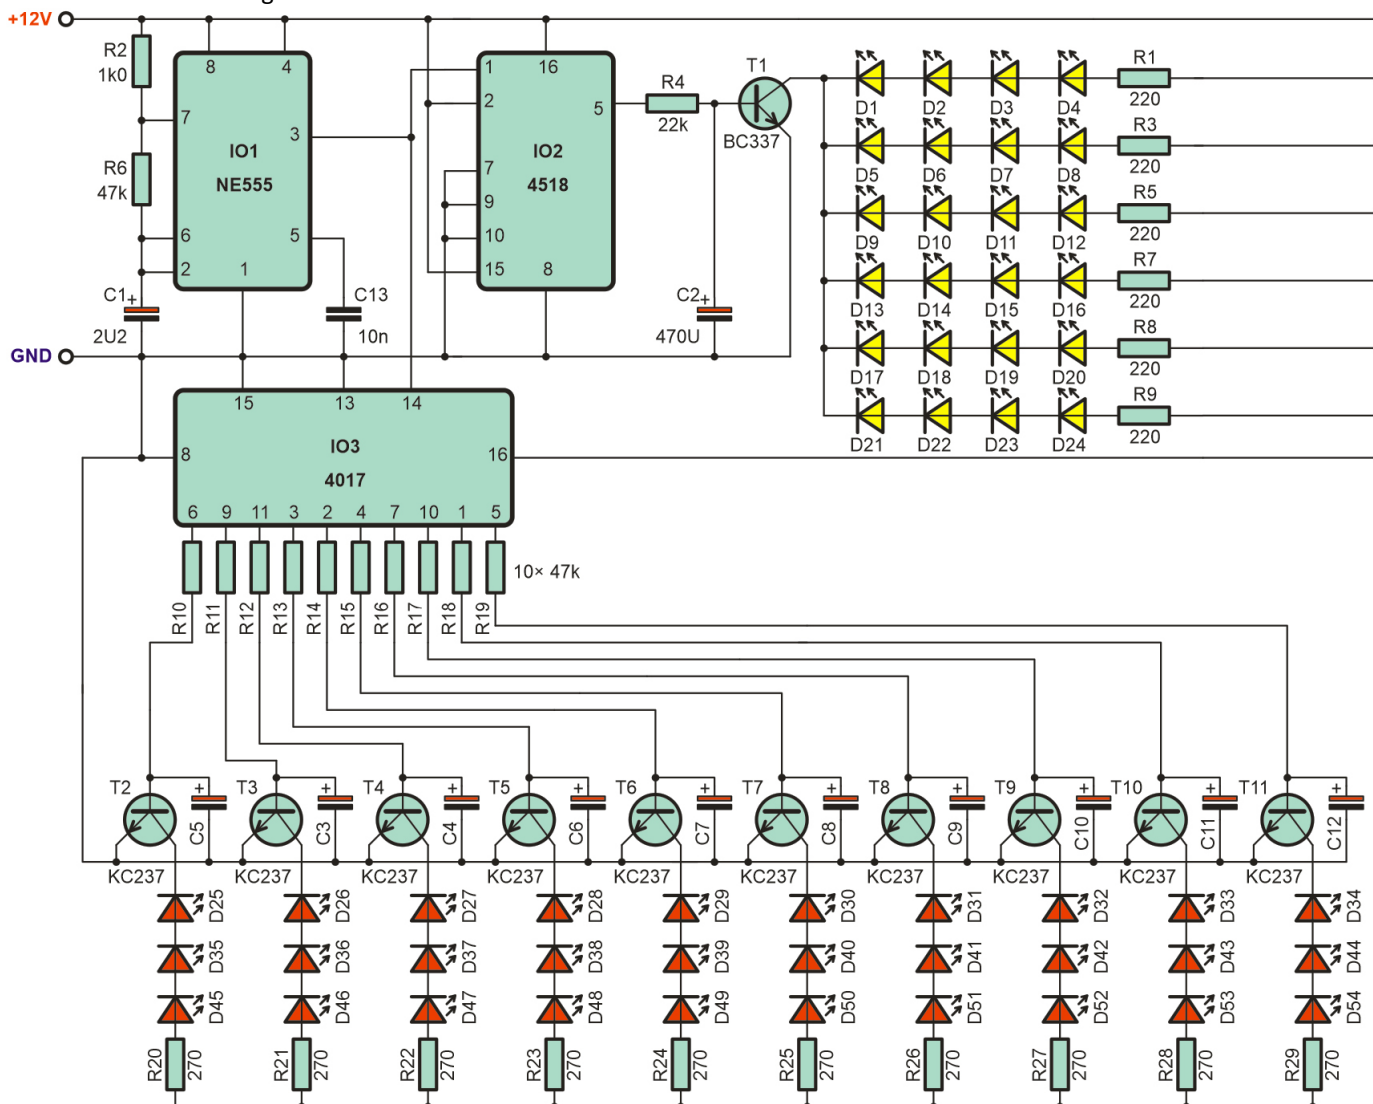 +12V
R2
1k0
8
4
7
3
R6
47k
IO1
NE555
6
5
2
1
C1
+
2U2
C13
10n
GND
1
16
2
5
IO2
4518
7
9
10
15
8
R4
22k
T1
BC337
C2
+
470U
D1 D2 D3 D4
R1
220
D5 D6 D7 D8
R3
220
D9 D10 D11 D12
R5
220
D13 D14 D15 D16
R7
220
D17 D18 D19 D20
R8
220
D21 D22 D23 D24
R9
220
15 13 14
IO3
4017
8 16
6 9 11 3 2 4 7 10 1 5
10× 47k
R10 R11 R12 R13 R14 R15 R16 R17 R18 R19
T2 T3 T4 T5 T6 T7 T8 T9 T10 T11
+ + + + + + + + + +
C5 C3 C4 C6 C7 C8 C9 C10 C11 C12
KC237 KC237 KC237 KC237 KC237 KC237 KC237 KC237 KC237 KC237
D25 D26 D27 D28 D29 D30 D31 D32 D33 D34
D35 D36 D37 D38 D39 D40 D41 D42 D43 D44
D45 D46 D47 D48 D49 D50 D51 D52 D53 D54
R20 270 R21 270 R22 270 R23 270 R24 270 R25 270 R26 270 R27 270 R28 270 R29 270